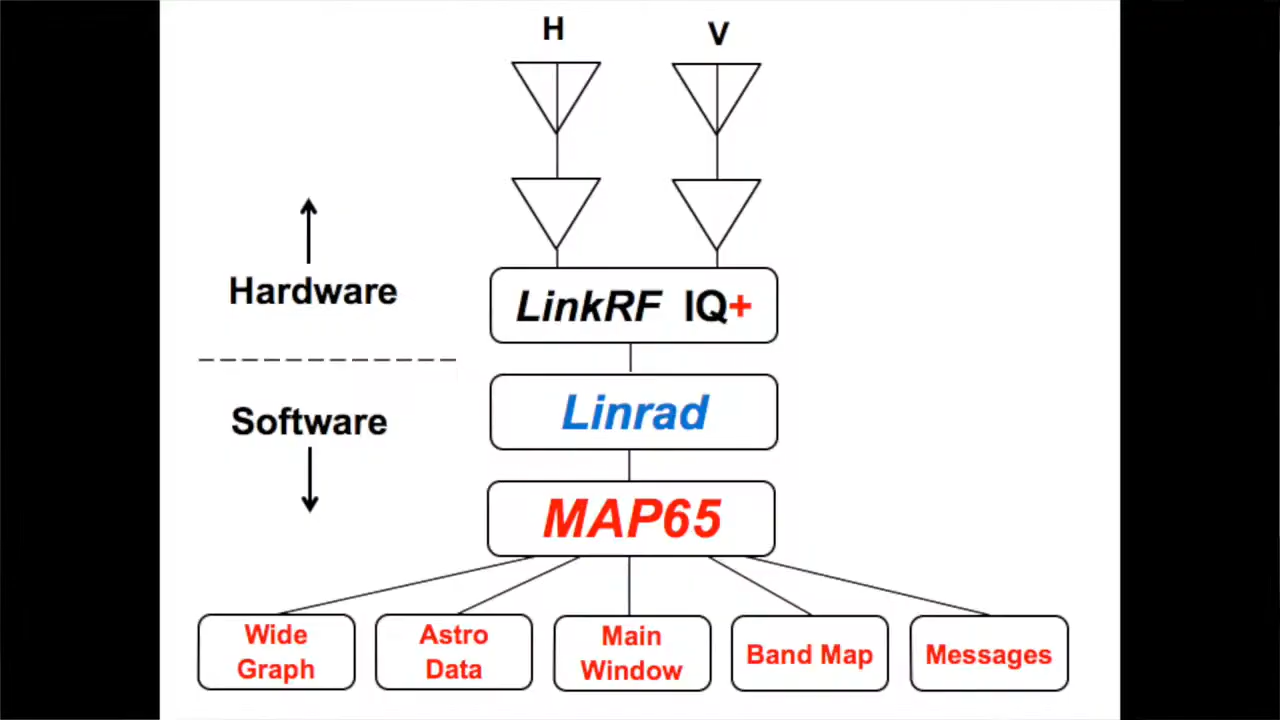 H
V
Hardware
LinkRF IQ+
Software
Linrad
MAP65
Wide
Graph
Astro
Data
Main
Window
Band Map
Messages